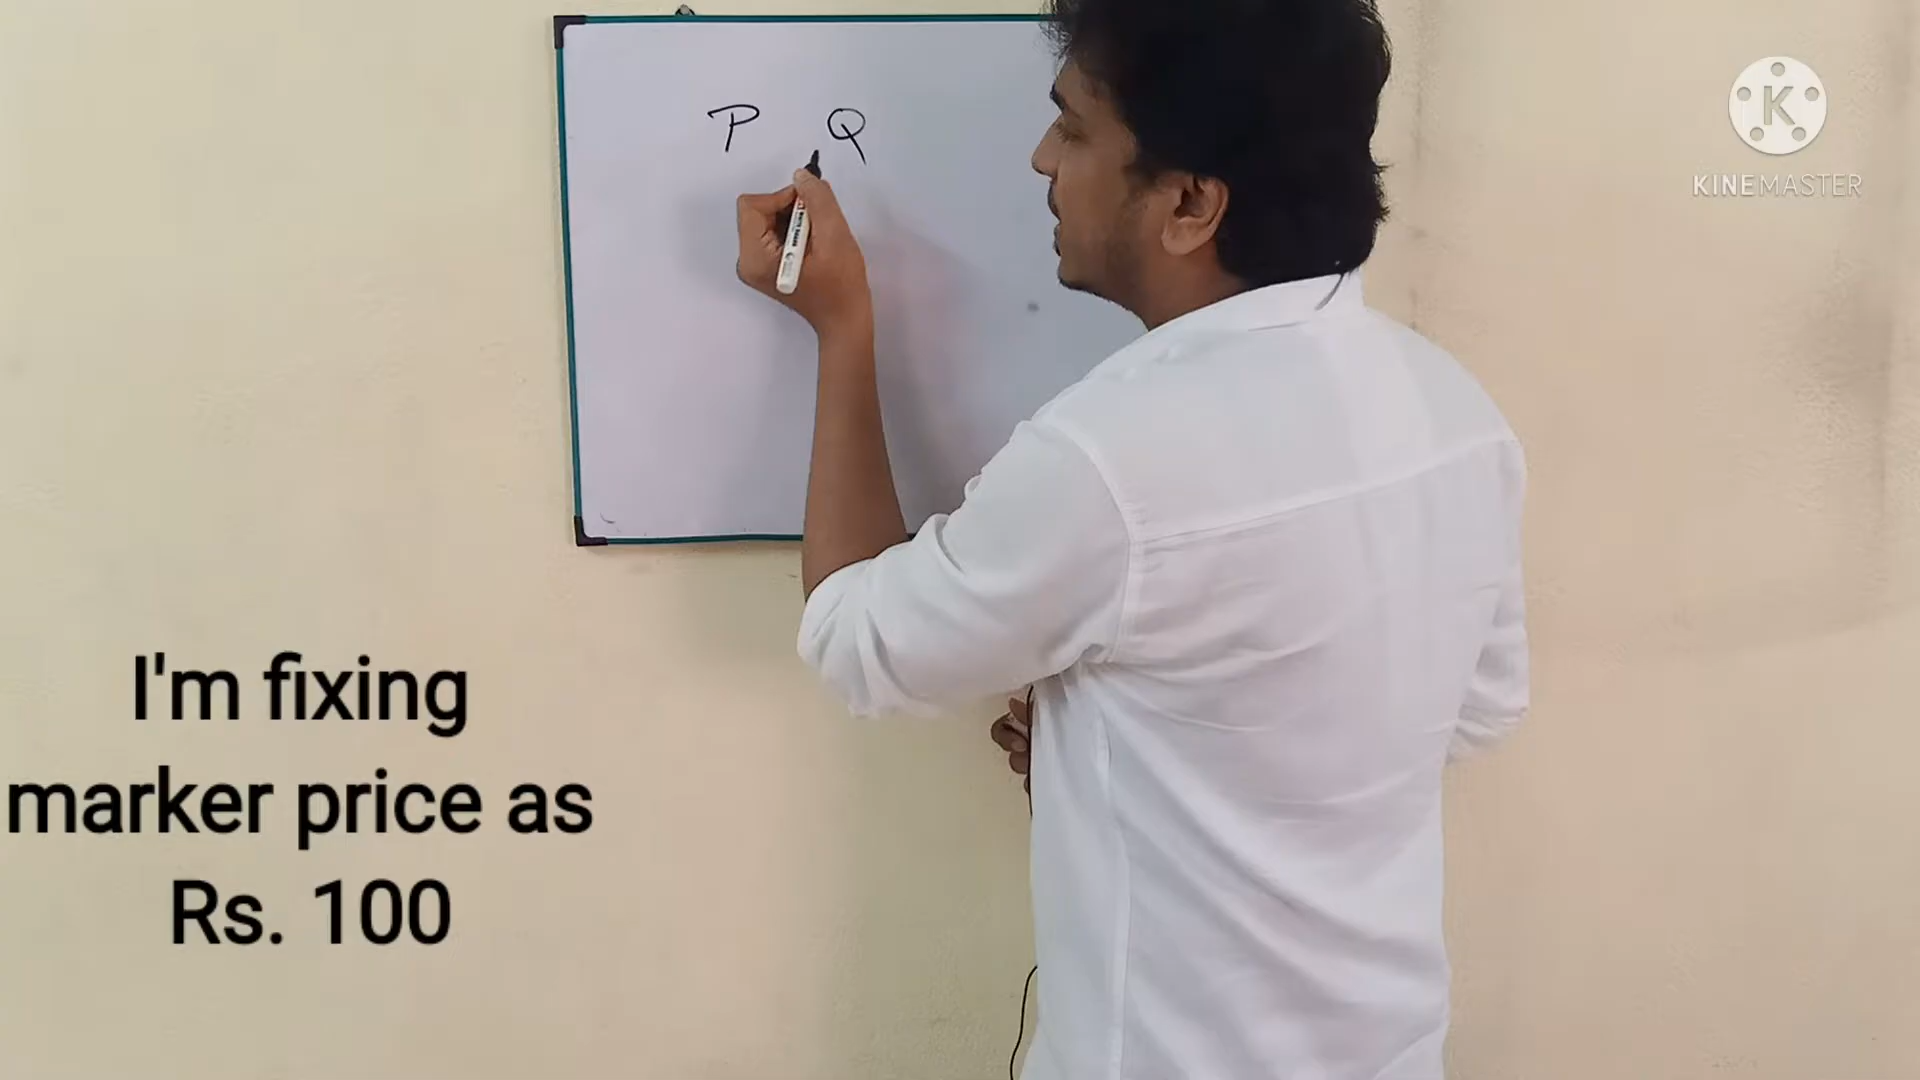 P Q
K
KINEMASTER
I'm fixing
marker price as
Rs. 100